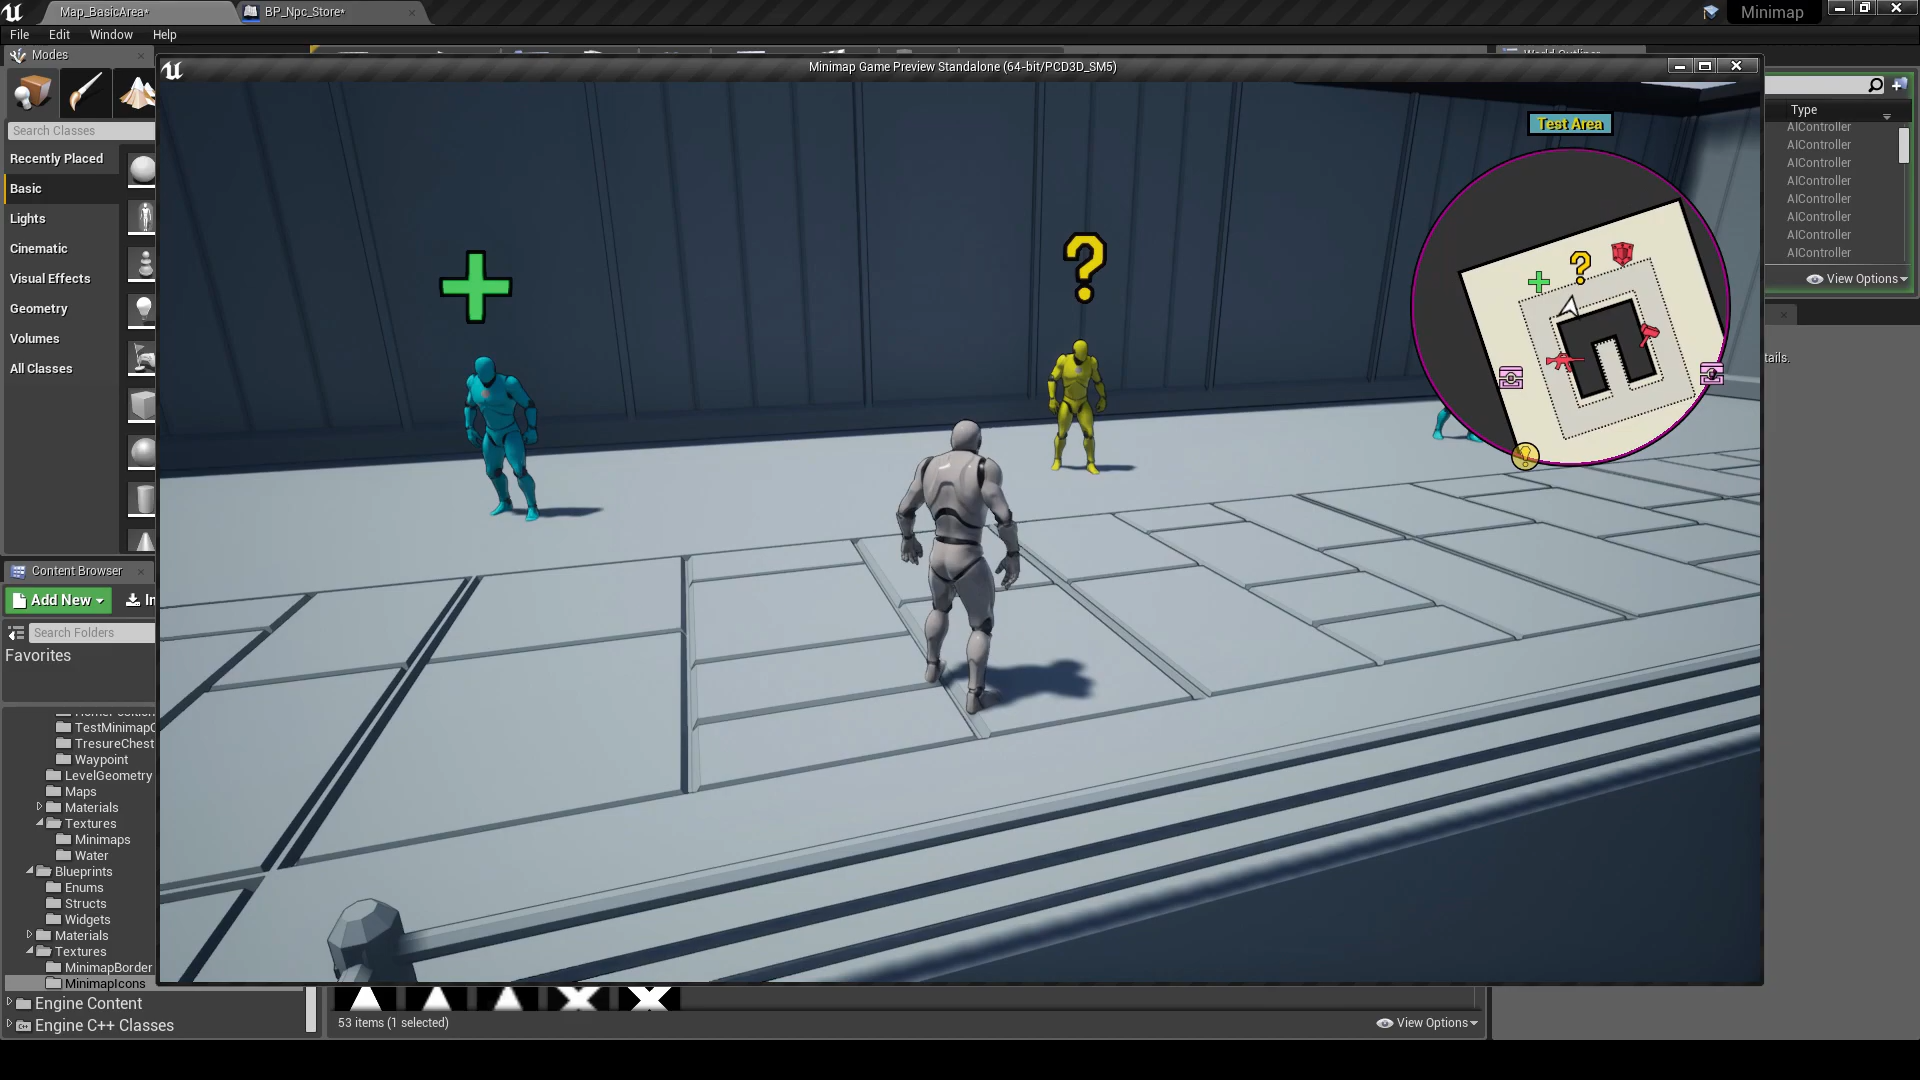 Map_BasicArea*
BP_Npc_Store*
Minimap
File
Edit
Window
Help
Modes
Minimap Game Preview Standalone (64-bit/PCD3D_SM5)
Search Classes
Recently Placed
Basic
Lights
Cinematic
Visual Effects
Geometry
Volumes
All Classes
Test Area
Type
AIController
AIController
AIController
AIController
AIController
AIController
AIController
AIController
View Options
tails.
Content Browser
Add New
Search Folders
Favorites
TestMinimap
TresureChest
Waypoint
LevelGeometry
Maps
Materials
Textures
Minimaps
Water
Blueprints
Enums
Structs
Widgets
Materials
Textures
MinimapBorder
MinimapIcons
Engine Content
Engine C++ Classes
53 items (1 selected)
View Options